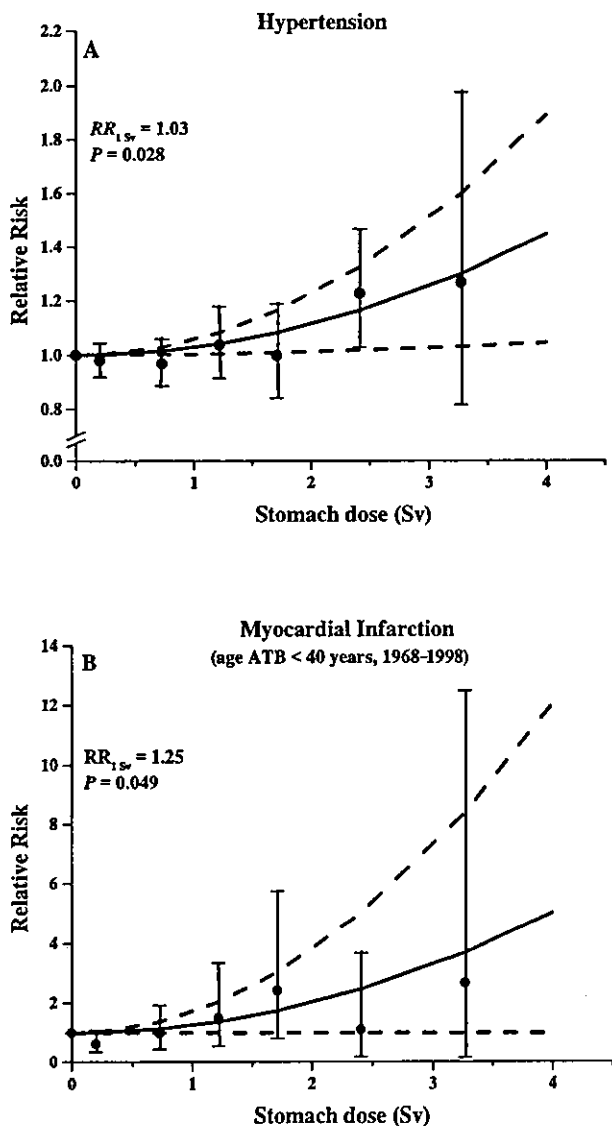 Hypertension
A
2.2
2.0
1.8
1.6
1.4
1.2
1.0
0.8
0.0
RR1 Sv = 1.03
P = 0.028
Relative Risk
0 1 2 3 4
Stomach dose (Sv)
Myocardial Infarction
(age ATB < 40 years, 1968-1998)
B
14
12
10
8
6
4
2
0
RR1 Sv = 1.25
P = 0.049
Relative Risk
0 1 2 3 4
Stomach dose (Sv)